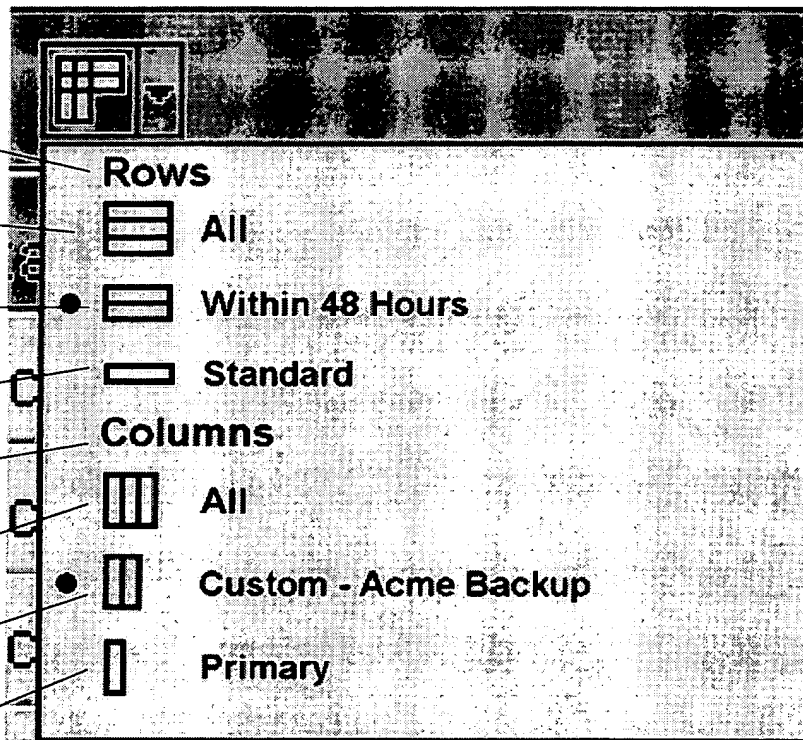 Rows
All
Within 48 Hours
Standard
Columns
All
Custom - Acme Backup
Primary